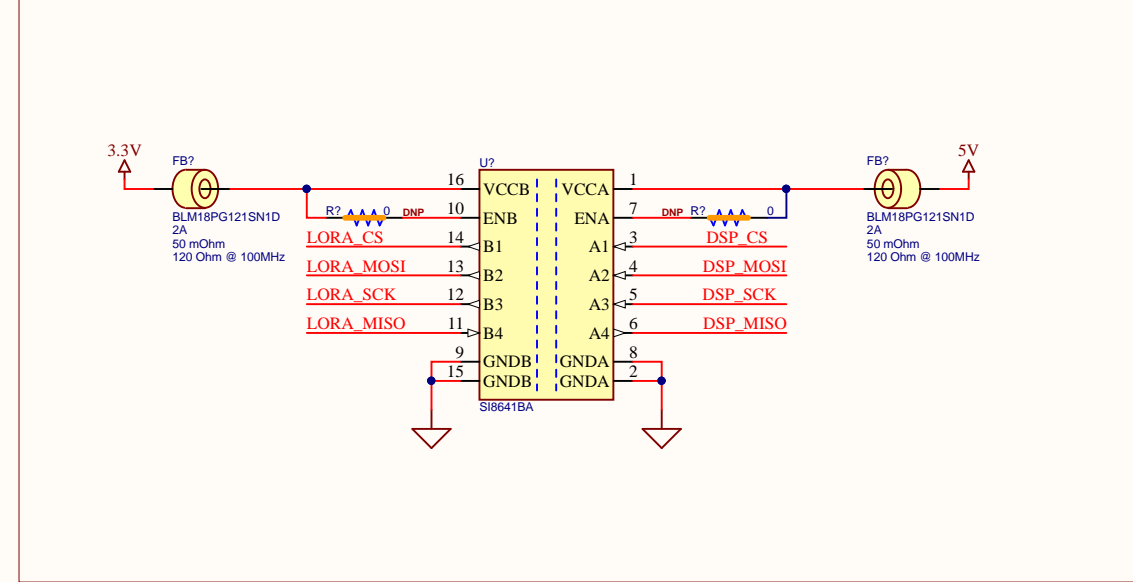 3.3V
5V
FB?
U?
FB?
16 VCCB VCCA 1
R? 0 DNP 10 ENB ENA 7 DNP R? 0
BLM18PG121SN1D
2A
50 mOhm
120 Ohm @ 100MHz
BLM18PG121SN1D
2A
50 mOhm
120 Ohm @ 100MHz
LORA_CS 14 B1 A1 3 DSP_CS
LORA_MOSI 13 B2 A2 4 DSP_MOSI
LORA_SCK 12 B3 A3 5 DSP_SCK
LORA_MISO 11 B4 A4 6 DSP_MISO
9 GNDB GNDA 8
15 GNDB GNDA 2
SI8641BA